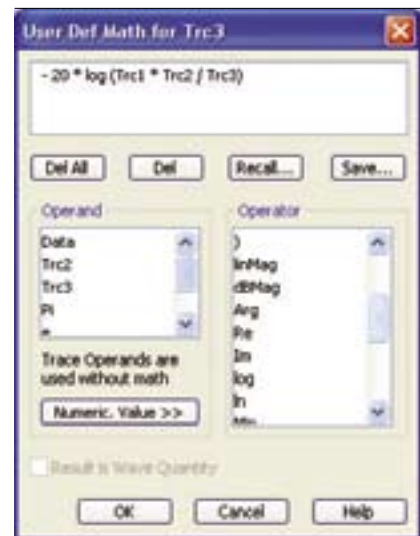 User Def Math for Trc3
- 20 * log (Trc1 * Trc2 / Trc3)
Del All
Del
Recall...
Save...
Operand
Data
Trc2
Trc3
Pi
e
Trace Operands are
used without math
Numeric. Value >>
Operator
)
linMag
dBMag
Arg
Re
Im
log
ln
Min
Result is Wave Quantity
OK
Cancel
Help